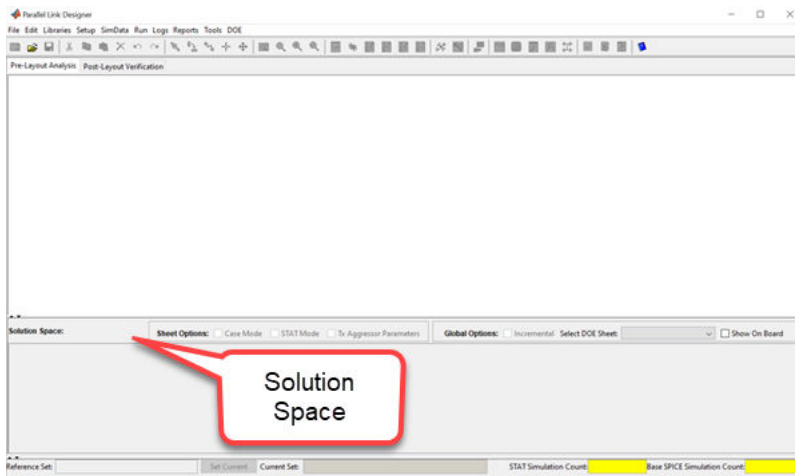 Parallel Link Designer
File Edit Libraries Setup SimData Run Logs Reports Tools DOE
Pre-Layout Analysis Post-Layout Verification
Solution Space: Sheet Options: Case Mode STAT Mode Tx Aggressor Parameters Global Options: Incremental Select DOE Sheet: Show On Board
Solution
Space
Reference Set: Set Current Current Set: STAT Simulation Count: Base SPICE Simulation Count: